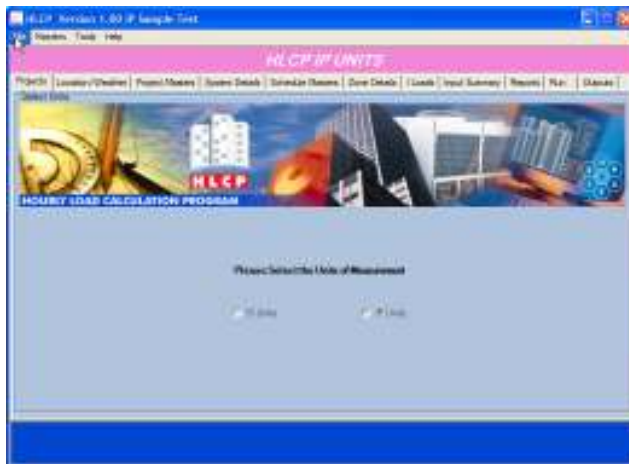 HLCP Version 1.00 IP Sample Test
File Masters Tools Help
HLCP IP UNITS
Projects Location/Weather Project Masters System Details Schedule Masters Zone Details Loads Input Summary Reports Run Outputs
Select Units
HLCP
HOURLY LOAD CALCULATION PROGRAM
Please Select the Units of Measurement
SI Units IP Units